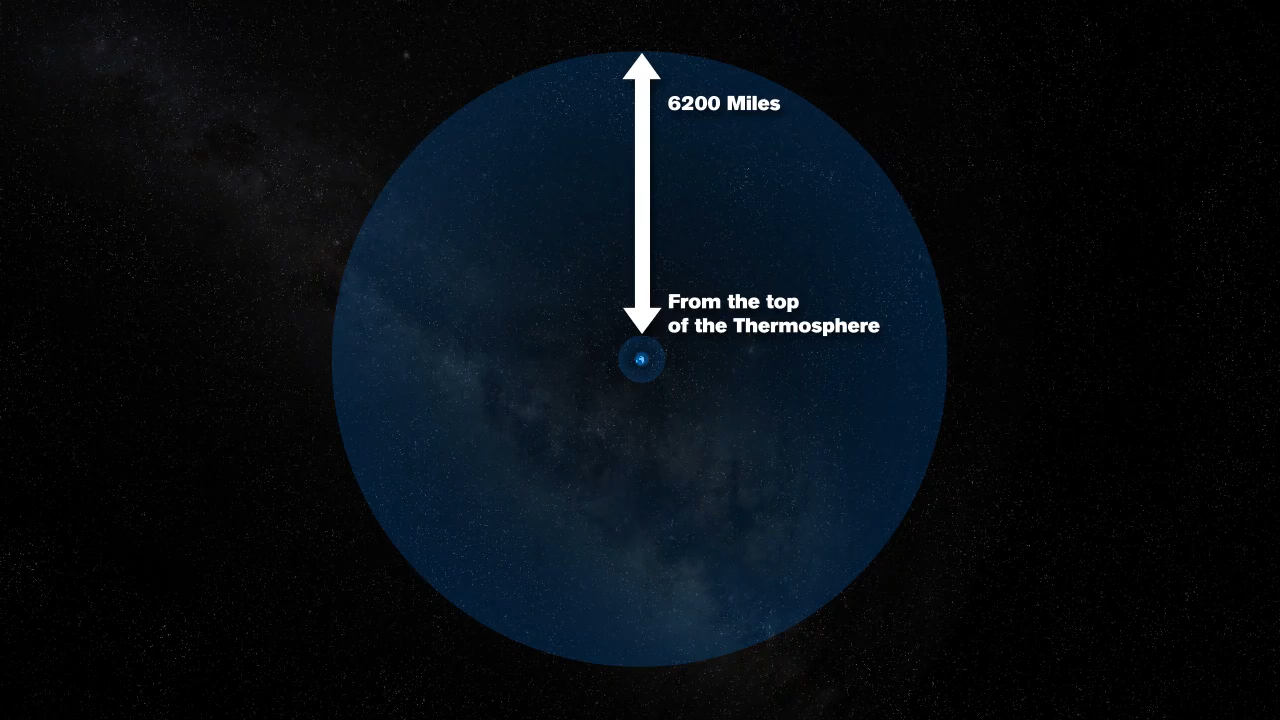 6200 Miles
From the top
of the Thermosphere